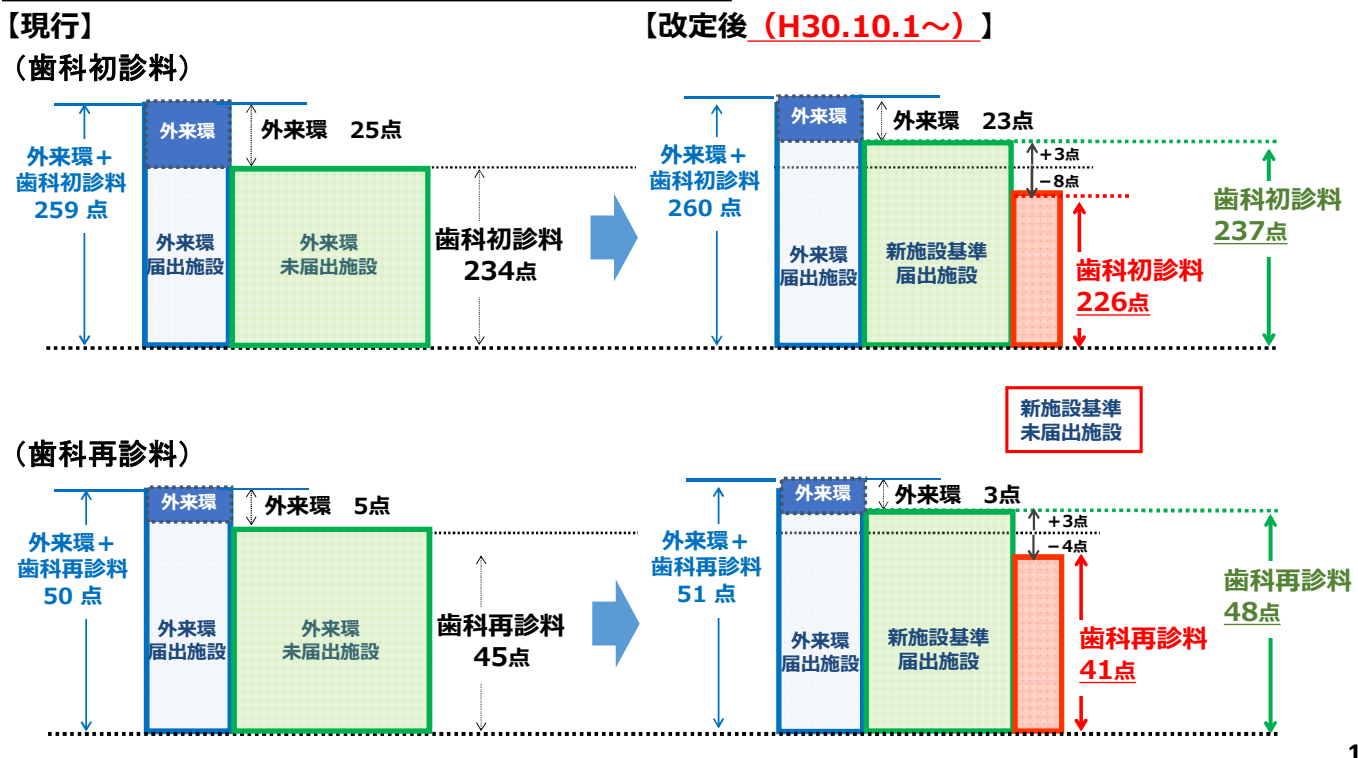 【現行】
【改定後（H30.10.1～）】
（歯科初診料）
外来環
外来環　25点
外来環＋
歯科初診料
259 点
外来環
届出施設
外来環
未届出施設
歯科初診料
234点
外来環
外来環　23点
外来環＋
歯科初診料
260 点
外来環
届出施設
新施設基準
届出施設
＋3点
－8点
歯科初診料
226点
歯科初診料
237点
新施設基準
未届出施設
（歯科再診料）
外来環
外来環　5点
外来環＋
歯科再診料
50 点
外来環
届出施設
外来環
未届出施設
歯科再診料
45点
外来環
外来環　3点
外来環＋
歯科再診料
51 点
外来環
届出施設
新施設基準
届出施設
＋3点
－4点
歯科再診料
41点
歯科再診料
48点
1